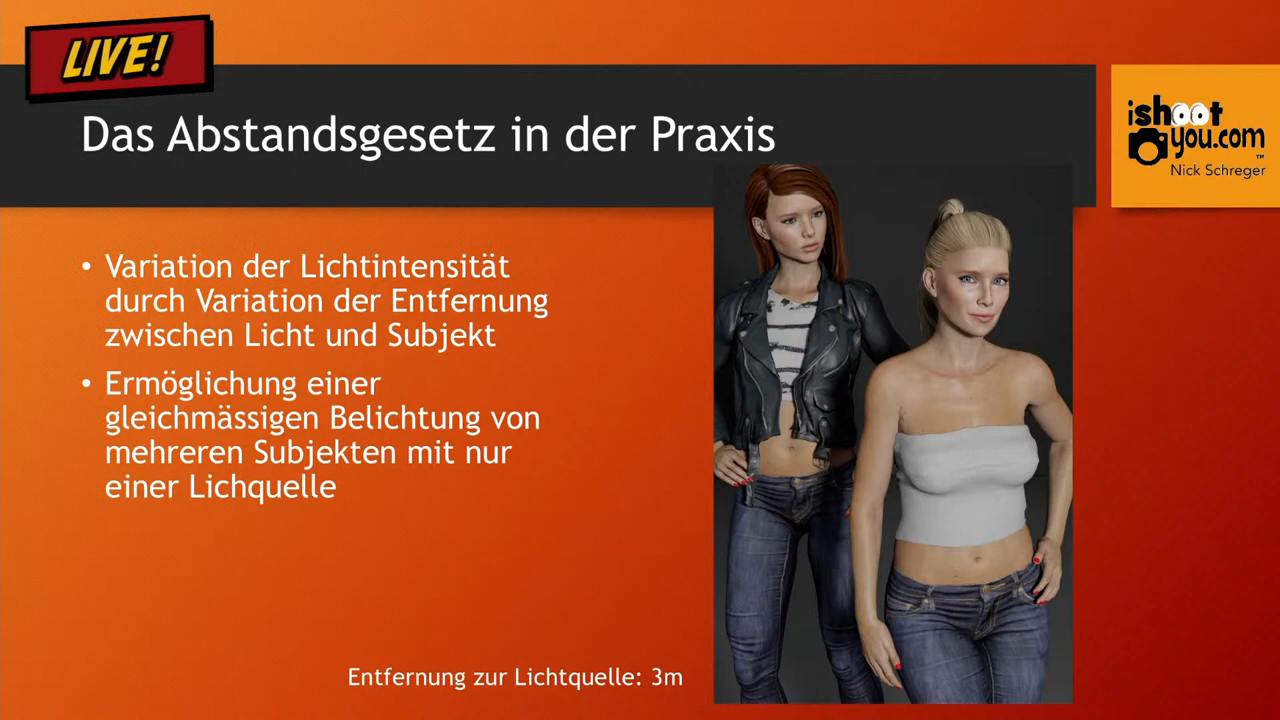 LIVE!
Das Abstandsgesetz in der Praxis
ishoot
you.com
TM
Nick Schreger
• Variation der Lichtintensität
durch Variation der Entfernung
zwischen Licht und Subjekt
• Ermöglichung einer
gleichmässigen Belichtung von
mehreren Subjekten mit nur
einer Lichquelle
Entfernung zur Lichtquelle: 3m